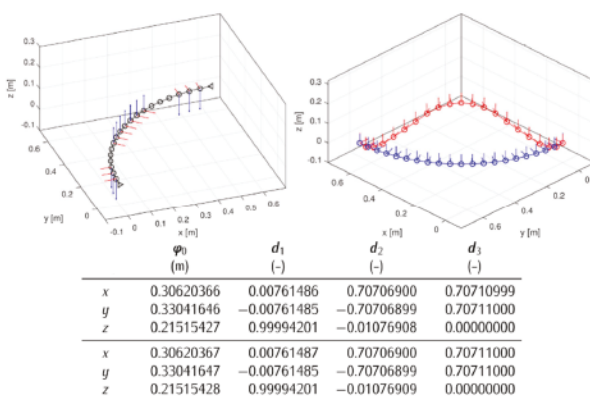 0.3
0.2
0.1
0
-0.1
z [m]
0.6
0.4
0.2
0
y [m]
-0.1 0 0.1 0.2 0.3 0.4 0.5 0.6
x [m]
0.3
0.2
0.1
0
-0.1
z [m]
0.6
0.4
0.2
0
x [m]
0
0.2
0.4
0.6
y [m]
φ₀ d₁ d₂ d₃
(m) (–) (–) (–)
x 0.30620366 0.00761486 0.70706900 0.70710999
y 0.33041646 −0.00761485 −0.70706899 0.70711000
z 0.21515427 0.99994201 −0.01076908 0.00000000
x 0.30620367 0.00761487 0.70706900 0.70711000
y 0.33041647 −0.00761485 −0.70706899 0.70711000
z 0.21515428 0.99994201 −0.01076909 0.00000000